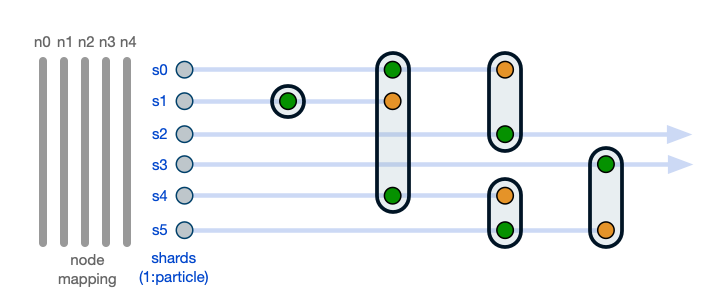 n0 n1 n2 n3 n4
s0
s1
s2
s3
s4
s5
node
mapping
shards
(1:particle)